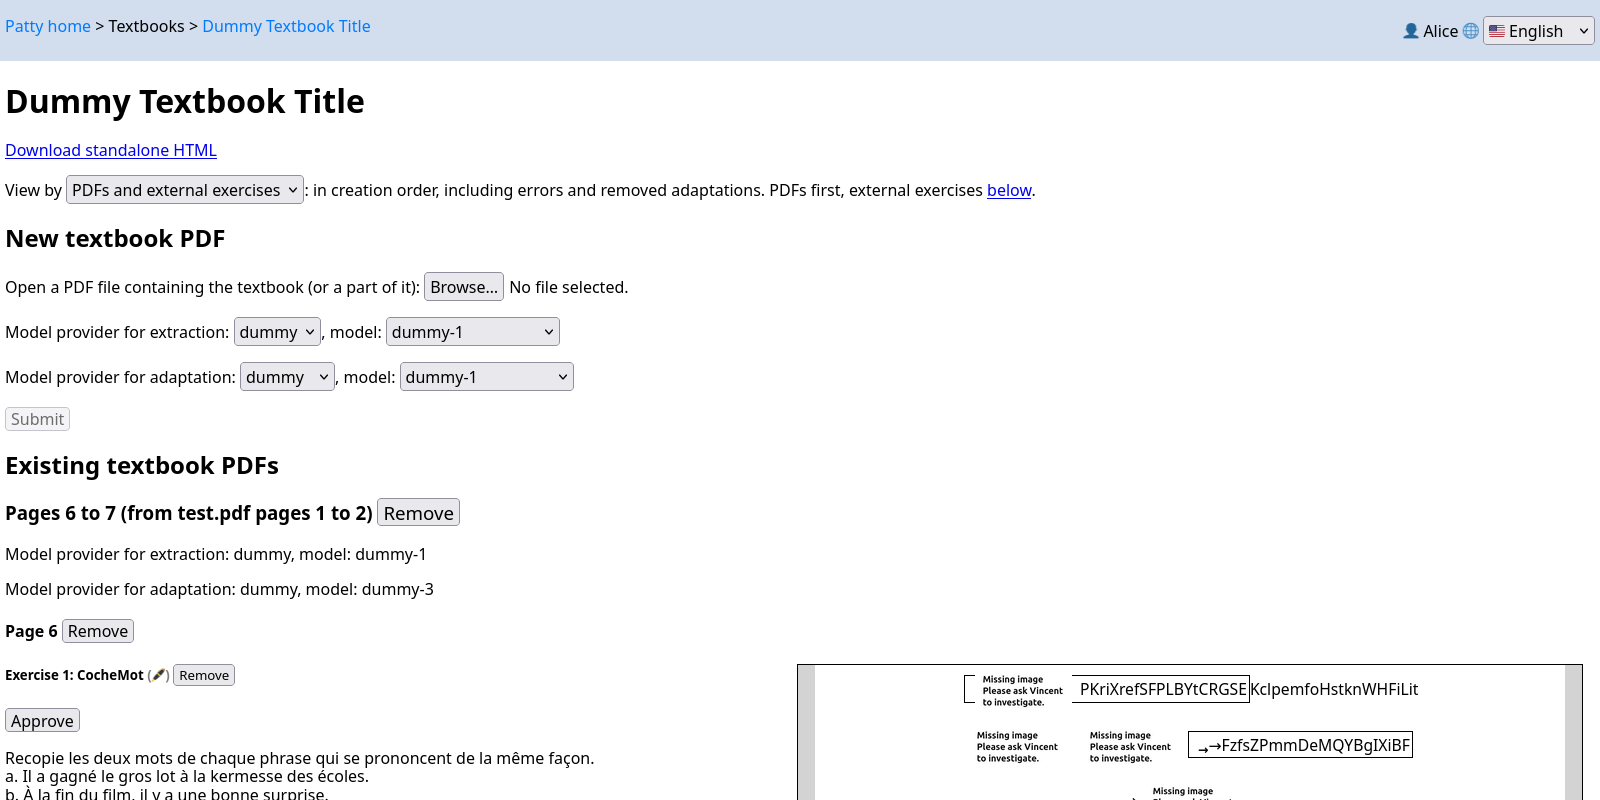 Patty home > Textbooks > Dummy Textbook Title
Alice English
Dummy Textbook Title
Download standalone HTML
View by PDFs and external exercises : in creation order, including errors and removed adaptations. PDFs first, external exercises below.
New textbook PDF
Open a PDF file containing the textbook (or a part of it): Browse... No file selected.
Model provider for extraction: dummy, model: dummy-1
Model provider for adaptation: dummy, model: dummy-1
Submit
Existing textbook PDFs
Pages 6 to 7 (from test.pdf pages 1 to 2) Remove
Model provider for extraction: dummy, model: dummy-1
Model provider for adaptation: dummy, model: dummy-3
Page 6 Remove
Exercise 1: CocheMot (🖋) Remove
Approve
Recopie les deux mots de chaque phrase qui se prononcent de la même façon.
a. Il a gagné le gros lot à la kermesse des écoles.
b. À la fin du film, il y a une bonne surprise.
Missing image
Please ask Vincent
to investigate.
PKriXrefSFPLBYtCRGSE KclpemfoHstknWHFiLit
Missing image
Please ask Vincent
to investigate.
Missing image
Please ask Vincent
to investigate.
→→FzfsZPmmDeMQYBgIXiBF
Missing image
Please ask Vincent